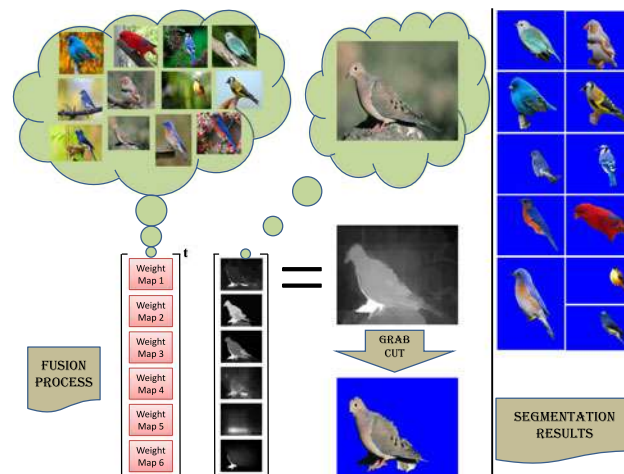 t
Weight
Map 1
Weight
Map 2
Weight
Map 3
Weight
Map 4
Weight
Map 5
Weight
Map 6
FUSION
PROCESS
GRAB
CUT
SEGMENTATION
RESULTS